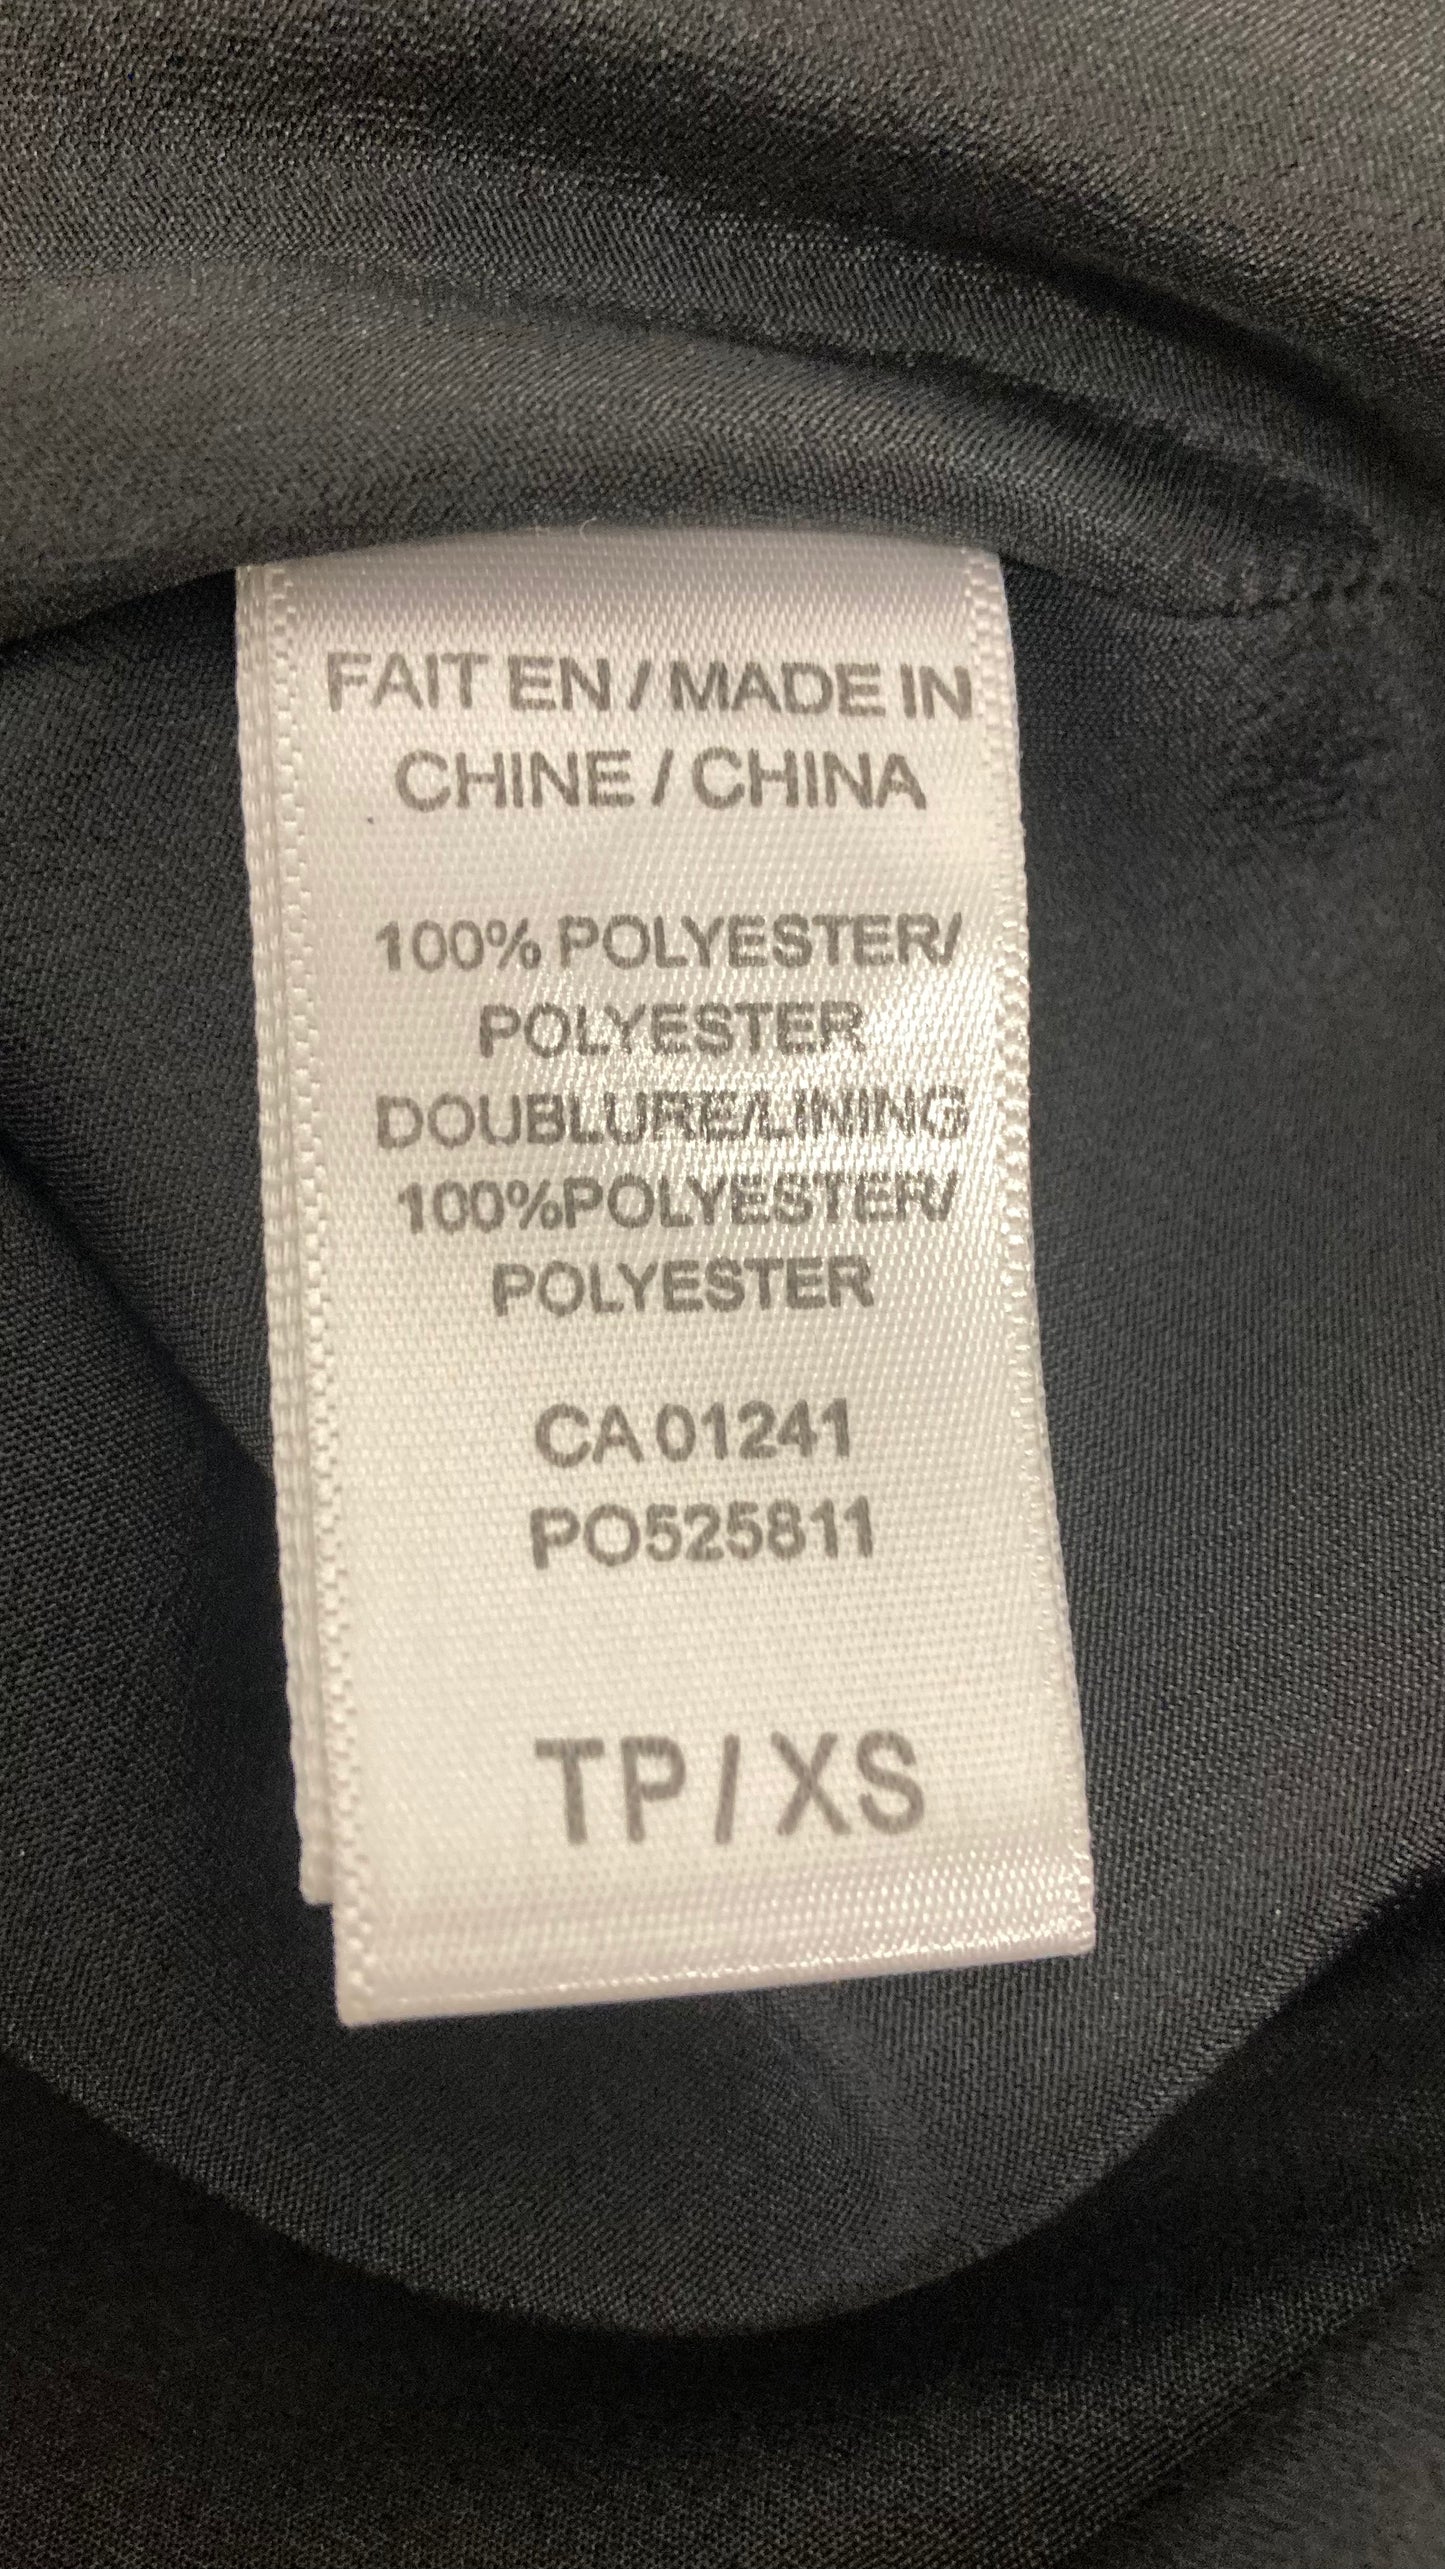 FAIT EN / MADE IN
CHINE / CHINA
100% POLYESTER/
POLYESTER
DOUBLURE/LINING
100%POLYESTER/
POLYESTER
CA 01241
PO525811
TP / XS